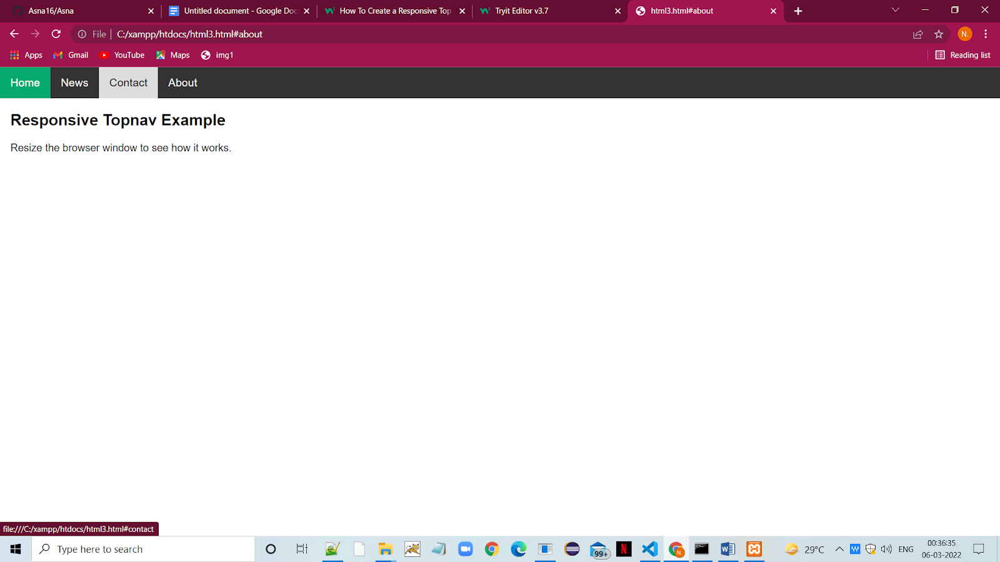 Asna16/Asna
Untitled document - Google Doc
How To Create a Responsive Top
Tryit Editor v3.7
html3.html#about
File | C:/xampp/htdocs/html3.html#about
N.
Apps
Gmail
YouTube
Maps
img1
Reading list
Home
News
Contact
About
Responsive Topnav Example
Resize the browser window to see how it works.
file:///C:/xampp/htdocs/html3.html#contact
Type here to search
99+
N
29°C
ENG
00:36:35
06-03-2022